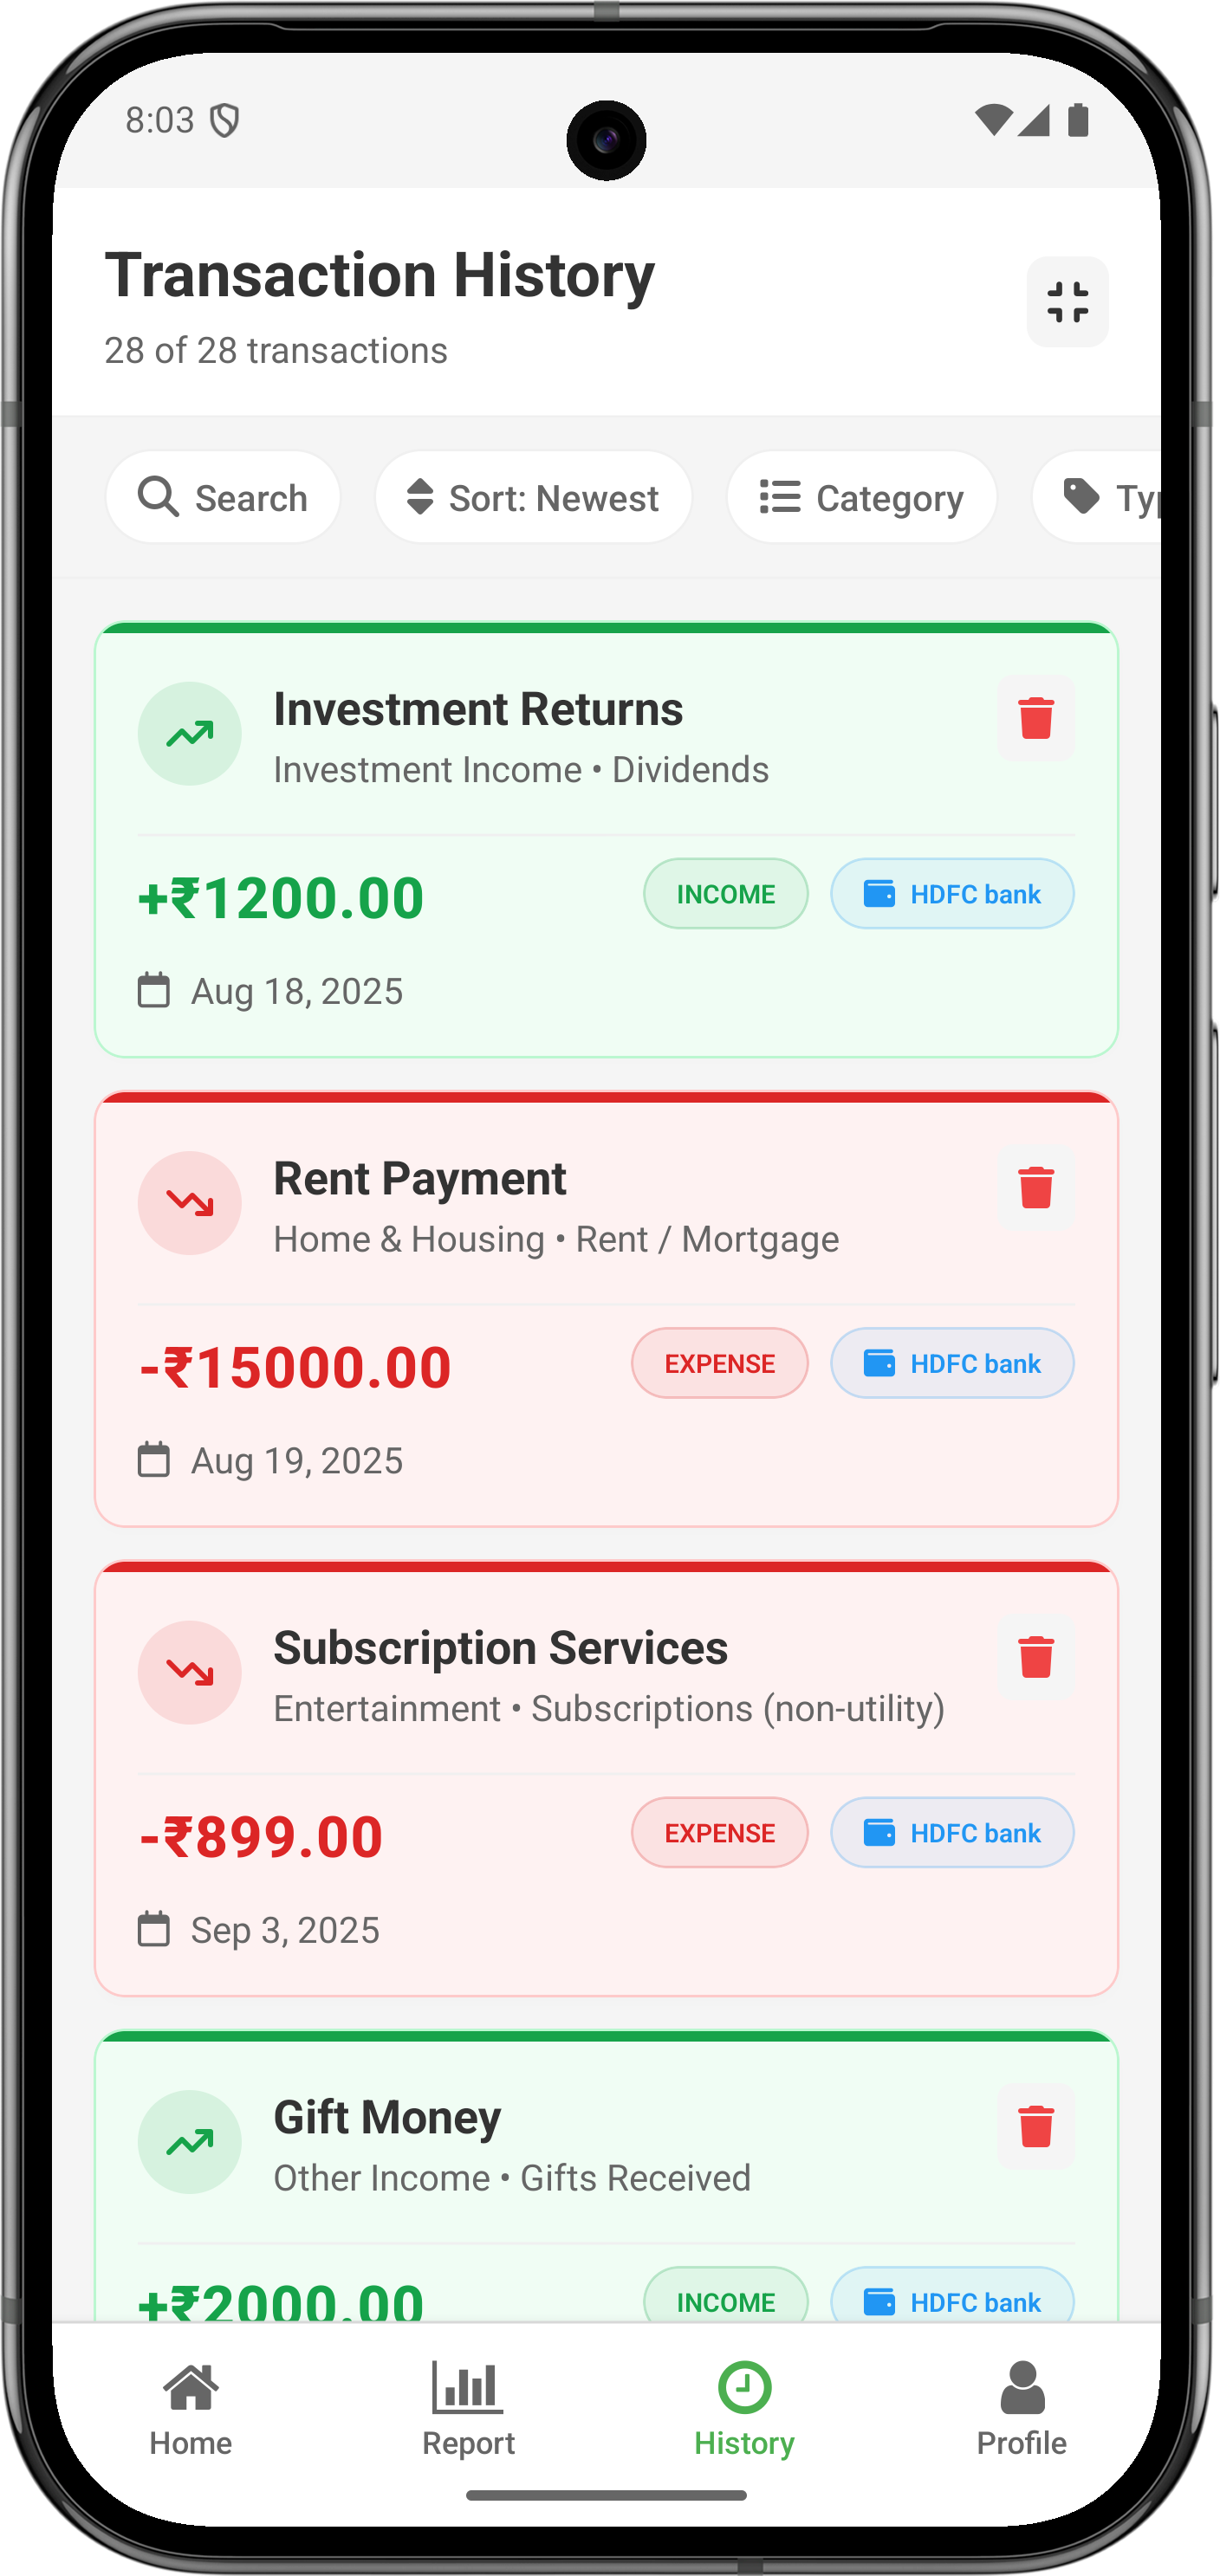 8:03
Transaction History
28 of 28 transactions
Search
Sort: Newest
Category
Typ
Investment Returns
Investment Income • Dividends
+₹1200.00
INCOME
HDFC bank
Aug 18, 2025
Rent Payment
Home & Housing • Rent / Mortgage
-₹15000.00
EXPENSE
HDFC bank
Aug 19, 2025
Subscription Services
Entertainment • Subscriptions (non-utility)
-₹899.00
EXPENSE
HDFC bank
Sep 3, 2025
Gift Money
Other Income • Gifts Received
+₹2000.00
INCOME
HDFC bank
Home
Report
History
Profile